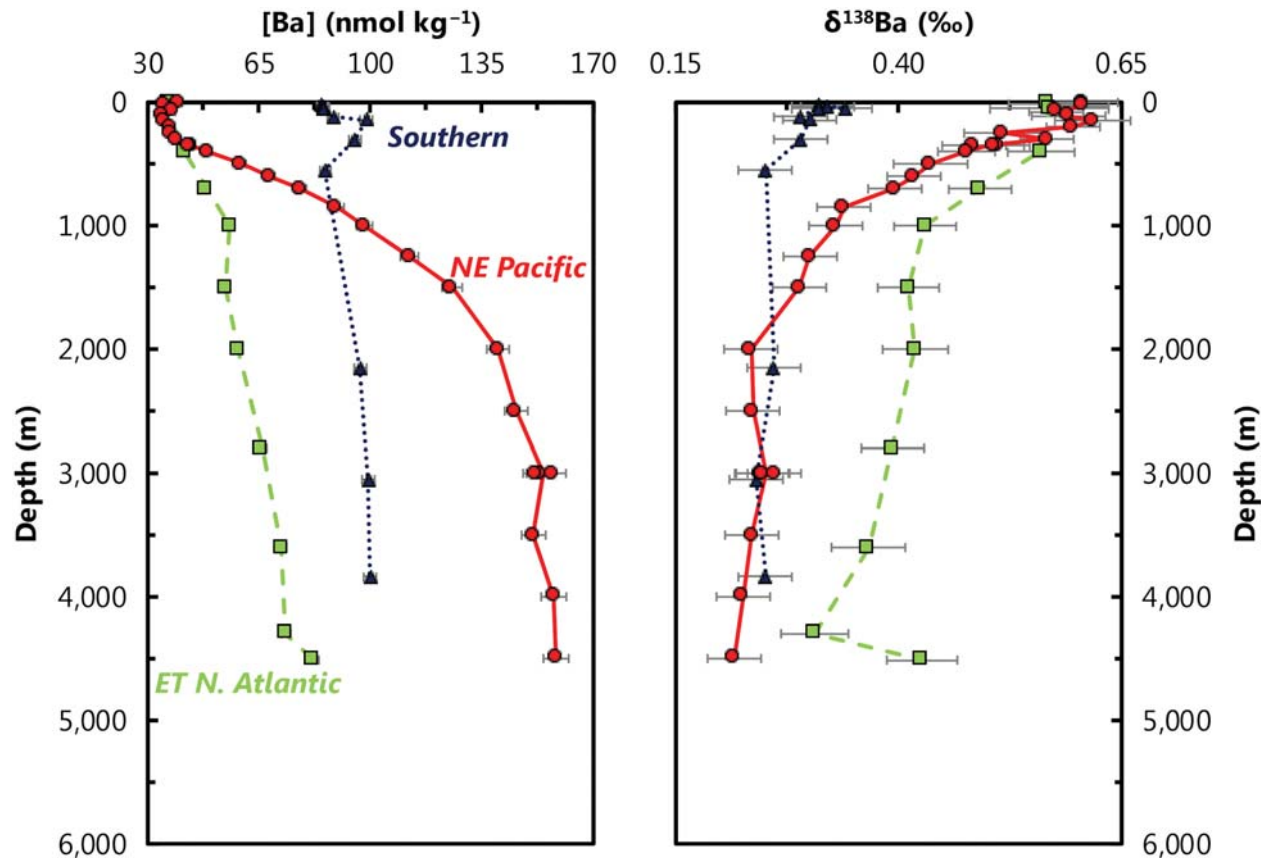 [Ba] (nmol kg⁻¹)
30 65 100 135 170
δ¹³⁸Ba (‰)
0.15 0.40 0.65
0
1,000
2,000
3,000
4,000
5,000
6,000
Depth (m)
Southern
NE Pacific
ET N. Atlantic
0
1,000
2,000
3,000
4,000
5,000
6,000
Depth (m)